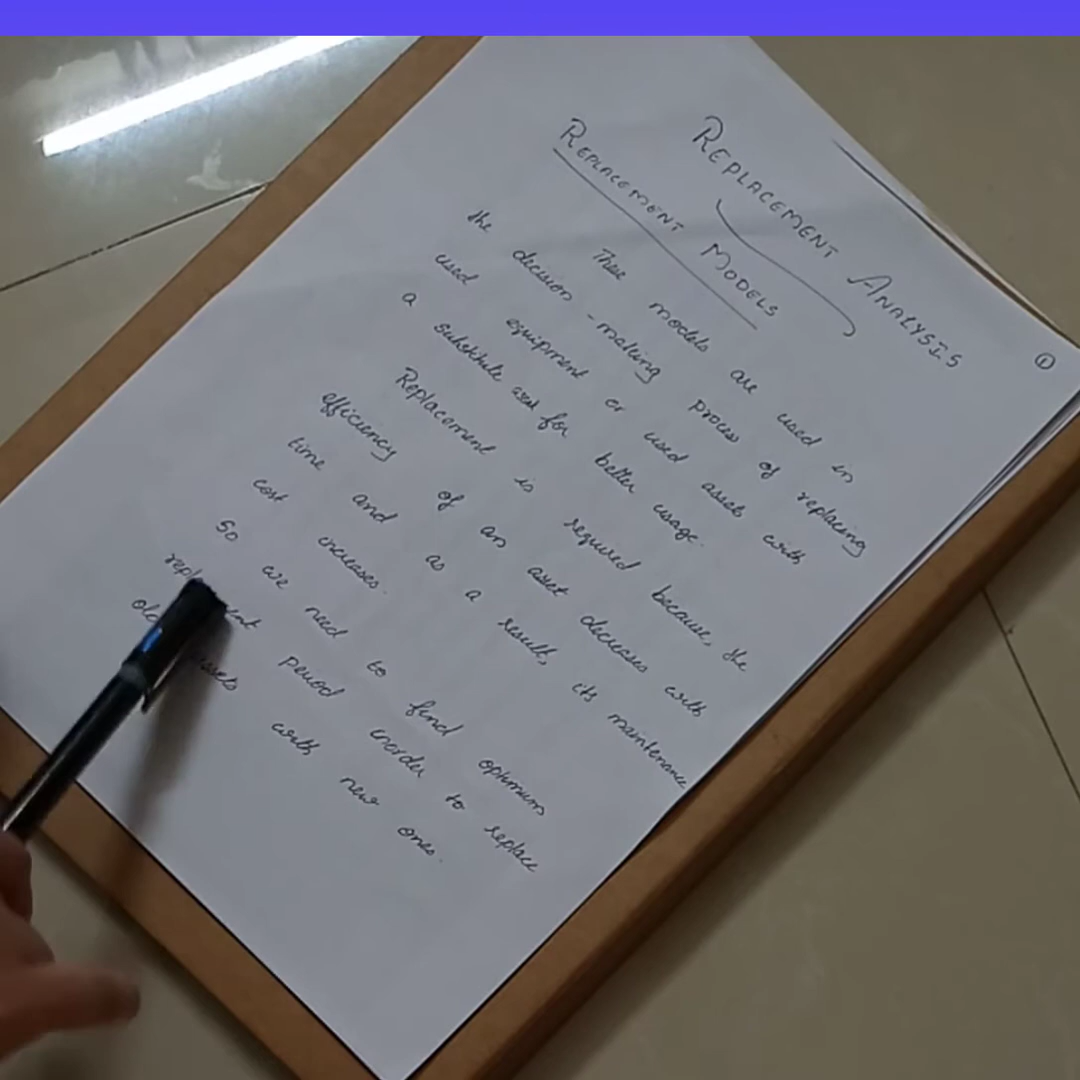 ①
REPLACEMENT ANALYSIS
REPLACEMENT MODELS
These models are used in
the decision-making process of replacing
used equipment or used assets with
a substitute asset for better usage.
Replacement is required because, the
efficiency of an asset decreases with
time and as a result, its maintenance
cost increases.
So we need to find optimum
period inorder to replace
with new ones.